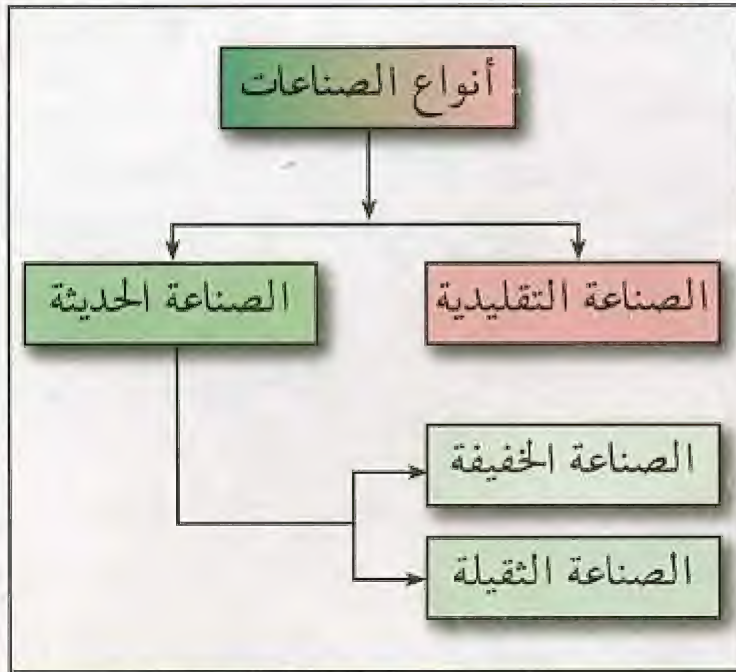 أنواع الصناعات
الصناعة التقليدية
الصناعة الحديثة
الصناعة الخفيفة
الصناعة الثقيلة